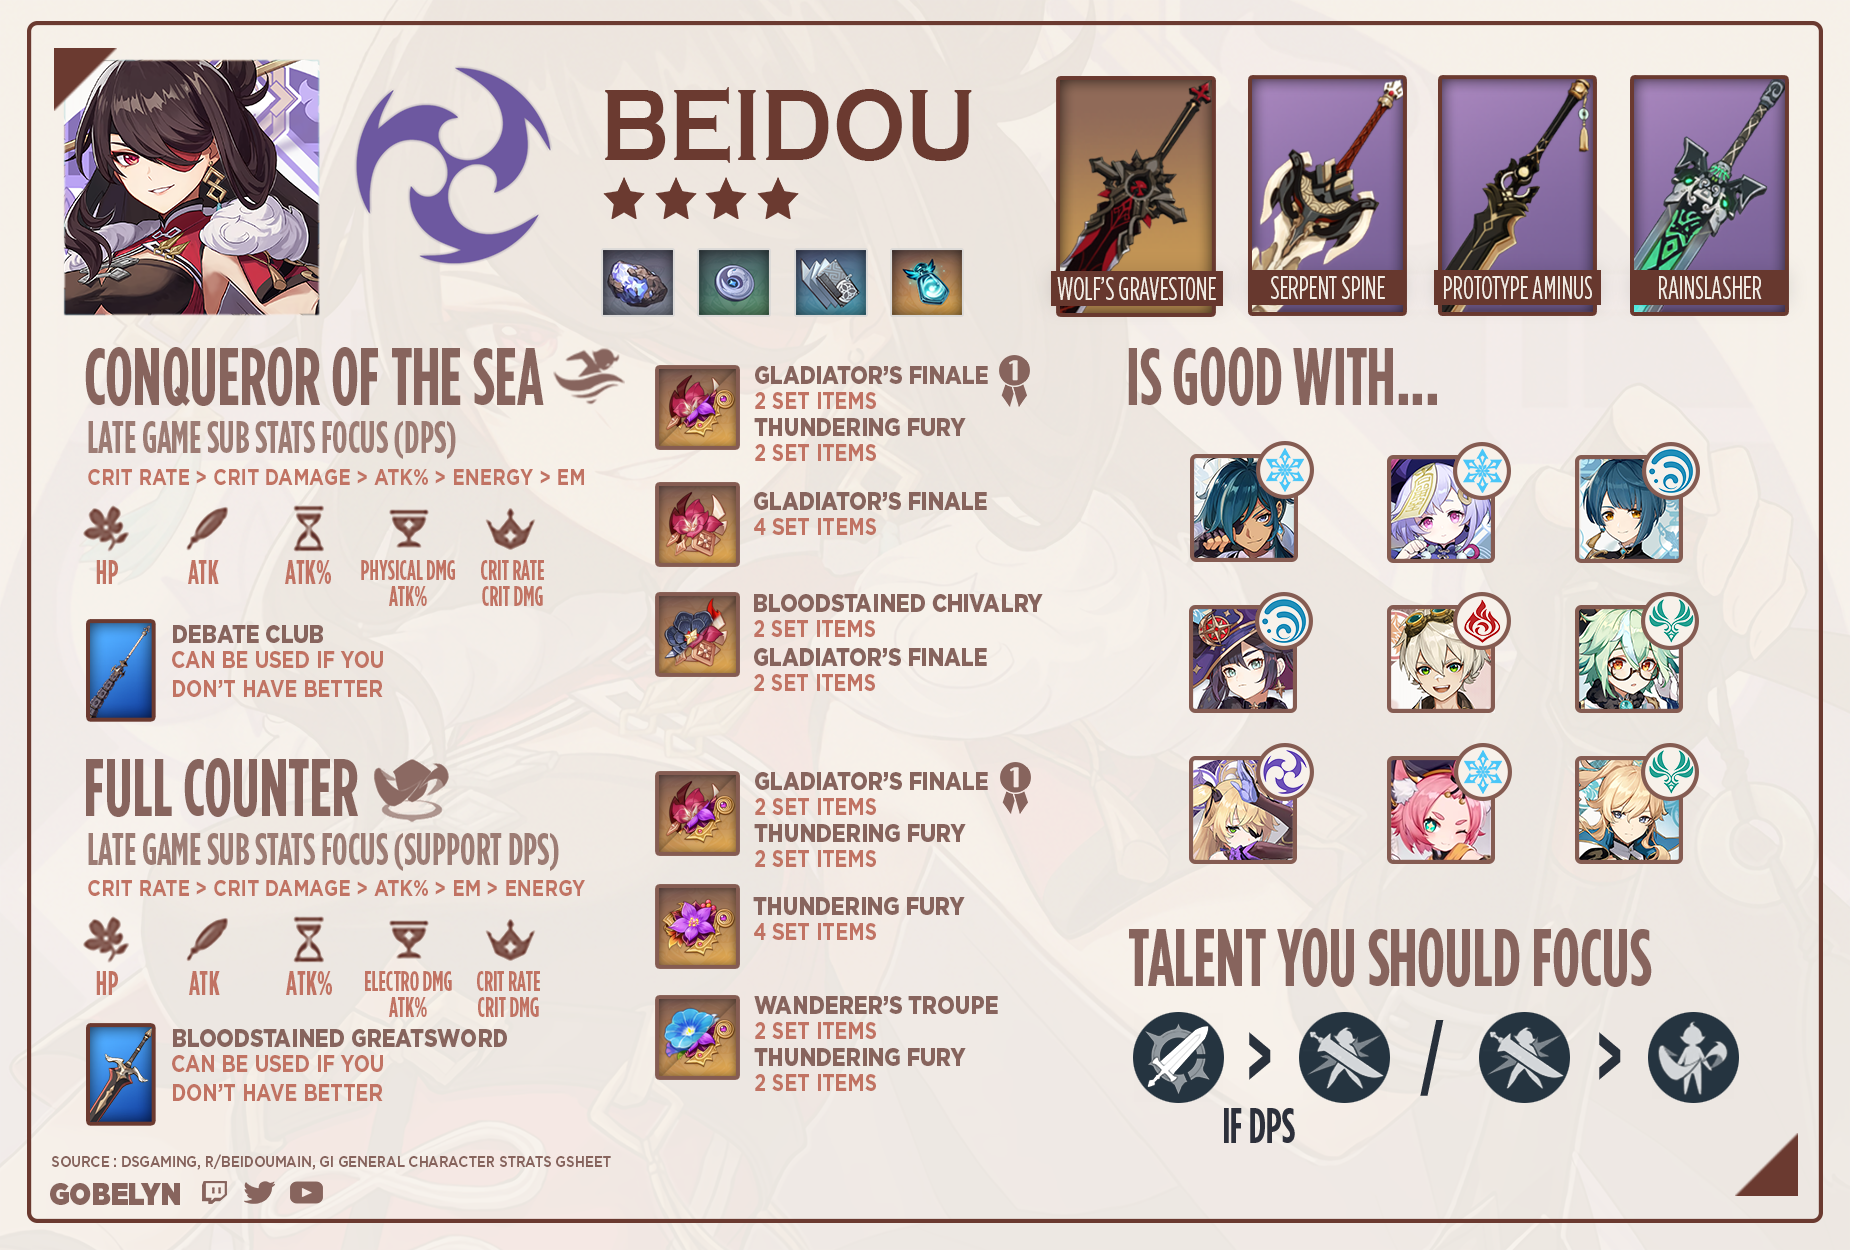 BEIDOU
WOLF'S GRAVESTONE
SERPENT SPINE
PROTOTYPE AMINUS
RAINSLASHER
CONQUEROR OF THE SEA
LATE GAME SUB STATS FOCUS (DPS)
CRIT RATE > CRIT DAMAGE > ATK% > ENERGY > EM
HP
ATK
ATK%
PHYSICAL DMG
ATK%
CRIT RATE
CRIT DMG
DEBATE CLUB
CAN BE USED IF YOU
DON'T HAVE BETTER
GLADIATOR'S FINALE 1
2 SET ITEMS
THUNDERING FURY
2 SET ITEMS
GLADIATOR'S FINALE
4 SET ITEMS
BLOODSTAINED CHIVALRY
2 SET ITEMS
GLADIATOR'S FINALE
2 SET ITEMS
FULL COUNTER
LATE GAME SUB STATS FOCUS (SUPPORT DPS)
CRIT RATE > CRIT DAMAGE > ATK% > EM > ENERGY
HP
ATK
ATK%
ELECTRO DMG
ATK%
CRIT RATE
CRIT DMG
BLOODSTAINED GREATSWORD
CAN BE USED IF YOU
DON'T HAVE BETTER
GLADIATOR'S FINALE 1
2 SET ITEMS
THUNDERING FURY
2 SET ITEMS
THUNDERING FURY
4 SET ITEMS
WANDERER'S TROUPE
2 SET ITEMS
THUNDERING FURY
2 SET ITEMS
IS GOOD WITH...
TALENT YOU SHOULD FOCUS
> / >
IF DPS
SOURCE : DSGAMING, R/BEIDOUMAIN, GI GENERAL CHARACTER STRATS GSHEET
GOBELYN